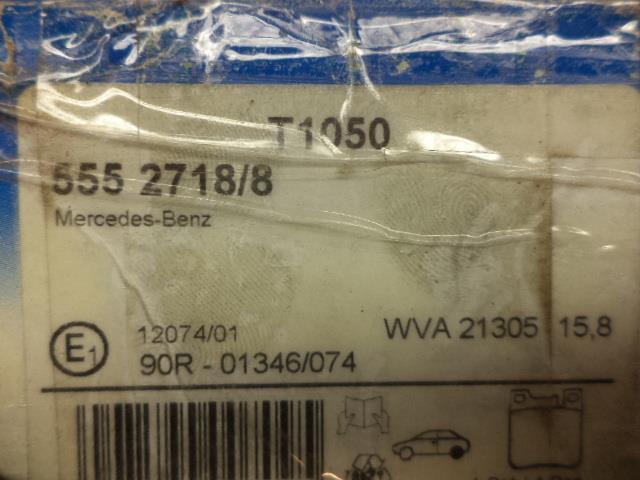 T1050
555 2718/8
Mercedes-Benz
12074/01
WVA 21305 15,8
E1
90R - 01346/074